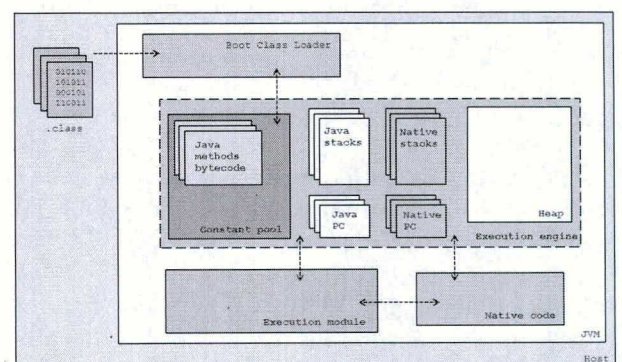 Boot Class Loader
010110
101011
000101
110011
.class
Java
methods
bytecode
Constant pool
Java
stacks
Native
stacks
Java
PC
Native
PC
Heap
Execution engine
Execution module
Native code
JVM
Host